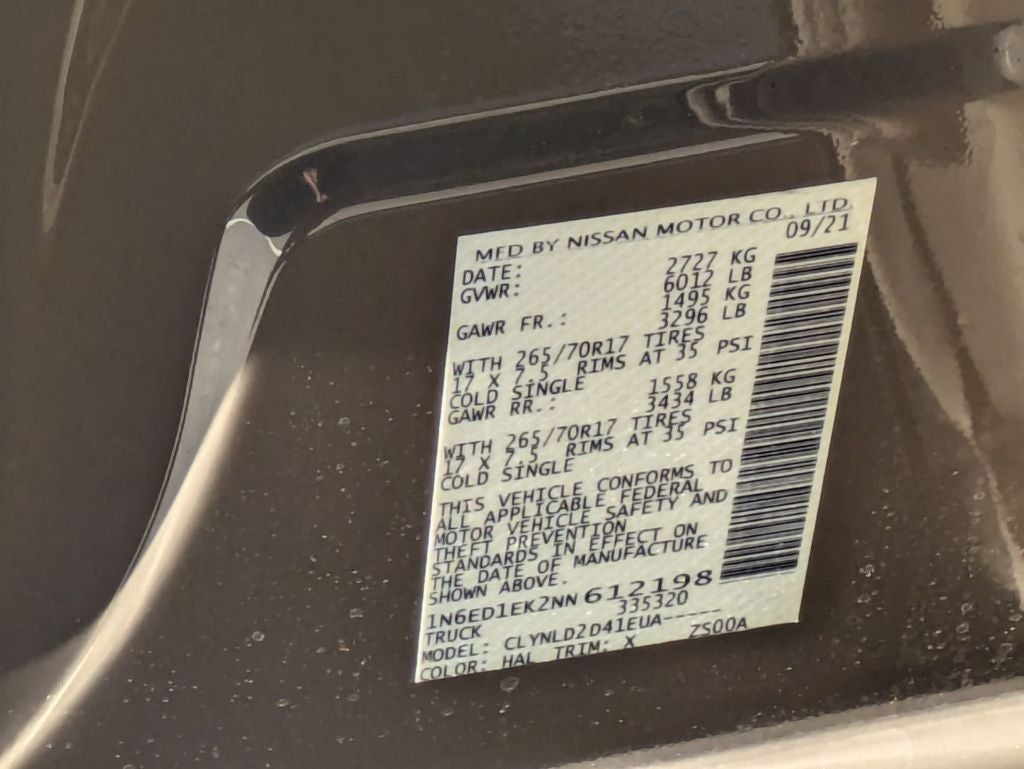 MFD BY NISSAN MOTOR CO., LTD.
DATE: 09/21
GVWR: 2727 KG
6012 LB
GAWR FR.: 1495 KG
3296 LB
WITH 265/70R17 TIRES
17 X 7.5 RIMS AT 35 PSI
COLD SINGLE
GAWR RR.: 1558 KG
3434 LB
WITH 265/70R17 TIRES
17 X 7.5 RIMS AT 35 PSI
COLD SINGLE
THIS VEHICLE CONFORMS TO
ALL APPLICABLE FEDERAL
MOTOR VEHICLE SAFETY AND
THEFT PREVENTION
STANDARDS IN EFFECT ON
THE DATE OF MANUFACTURE
SHOWN ABOVE.
1N6ED1EK2NN612198
TRUCK 335320
MODEL: CLYNLD2D41EUA-----
COLOR: HAL TRIM: X ZS00A